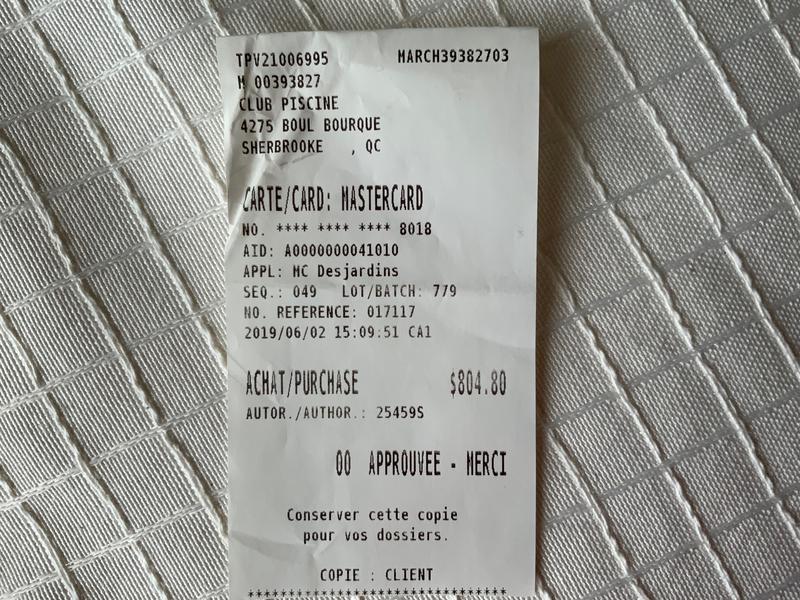 TPV21006995 MARCH39382703
M 00393827
CLUB PISCINE
4275 BOUL BOURQUE
SHERBROOKE , QC
CARTE/CARD: MASTERCARD
NO. **** **** **** 8018
AID: A0000000041010
APPL: MC Desjardins
SEQ.: 049 LOT/BATCH: 779
NO. REFERENCE: 017117
2019/06/02 15:09:51 CA1
ACHAT/PURCHASE $804.80
AUTOR./AUTHOR.: 25459S
00 APPROUVEE - MERCI
Conserver cette copie
pour vos dossiers.
COPIE : CLIENT
********************************